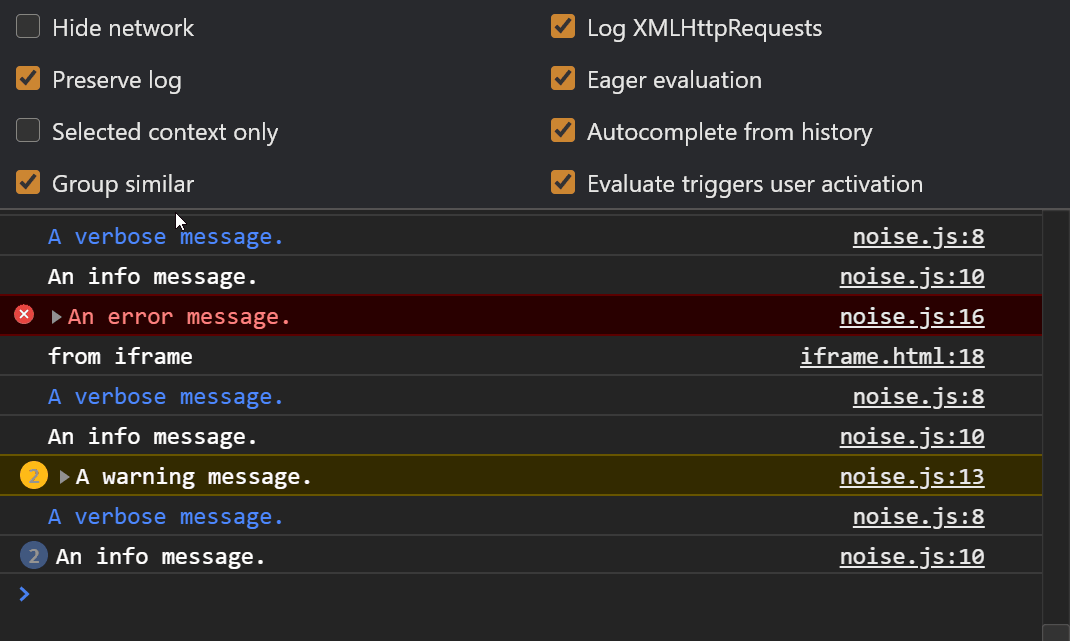 Hide network
Log XMLHttpRequests
Preserve log
Eager evaluation
Selected context only
Autocomplete from history
Group similar
Evaluate triggers user activation
A verbose message. noise.js:8
An info message. noise.js:10
An error message. noise.js:16
from iframe iframe.html:18
A verbose message. noise.js:8
An info message. noise.js:10
2 A warning message. noise.js:13
A verbose message. noise.js:8
2 An info message. noise.js:10